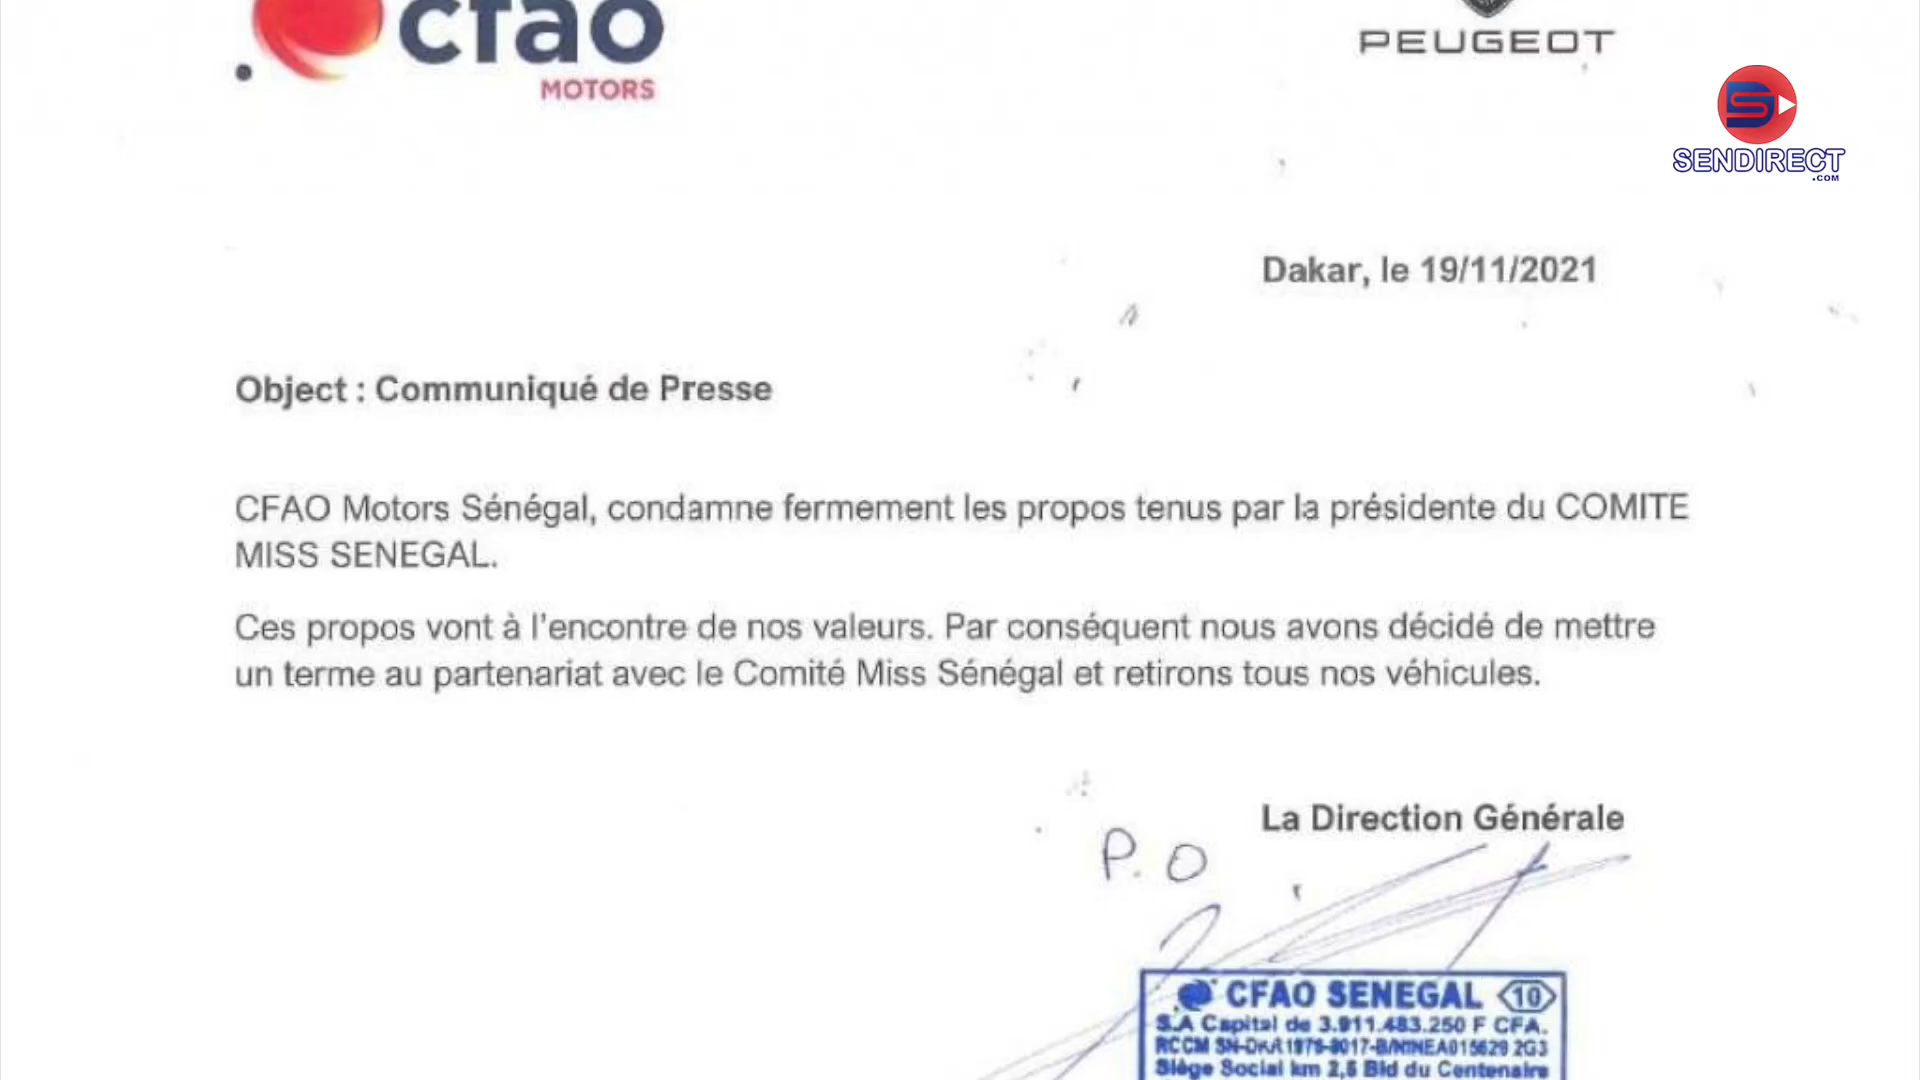 cfao
MOTORS
PEUGEOT
SENDIRECT
.COM
Dakar, le 19/11/2021
Object : Communiqué de Presse
CFAO Motors Sénégal, condamne fermement les propos tenus par la présidente du COMITE
MISS SENEGAL.
Ces propos vont à l'encontre de nos valeurs. Par conséquent nous avons décidé de mettre
un terme au partenariat avec le Comité Miss Sénégal et retirons tous nos véhicules.
La Direction Générale
P.O
CFAO SENEGAL 10
S.A Capital de 3.911.483.250 F CFA.
RCCM
Siège Social km 2,5 Bld du Centenaire